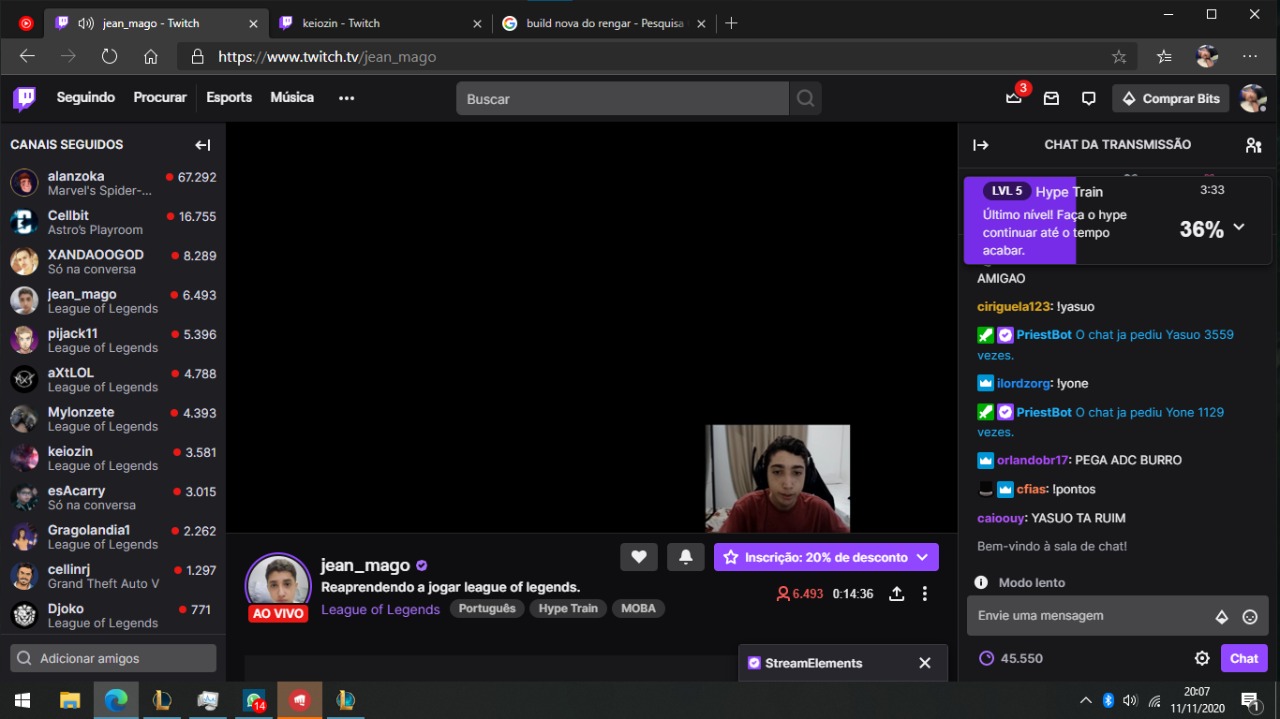 jean_mago - Twitch
keiozin - Twitch
build nova do rengar - Pesquisa
https://www.twitch.tv/jean_mago
Seguindo
Procurar
Esports
Música
Buscar
3
Comprar Bits
CANAIS SEGUIDOS
alanzoka
67.292
Marvel's Spider-...
Cellbit
16.755
Astro's Playroom
XANDAOOGOD
8.289
Só na conversa
jean_mago
6.493
League of Legends
pijack11
5.396
League of Legends
aXtLOL
4.788
League of Legends
Mylonzete
4.393
League of Legends
keiozin
3.581
League of Legends
esAcarry
3.015
Só na conversa
Gragolandia1
2.262
League of Legends
cellinrj
1.297
Grand Theft Auto V
Djoko
771
League of Legends
Adicionar amigos
jean_mago
Reaprendendo a jogar league of legends.
League of Legends
Português
Hype Train
MOBA
AO VIVO
Inscrição: 20% de desconto
6.493
0:14:36
StreamElements
CHAT DA TRANSMISSÃO
LVL 5 Hype Train
3:33
Último nível! Faça o hype
continuar até o tempo
acabar.
36%
AMIGAO
ciriguela123: !yasuo
PriestBot O chat ja pediu Yasuo 3559
vezes.
ilordzorg: !yone
PriestBot O chat ja pediu Yone 1129
vezes.
orlandobr17: PEGA ADC BURRO
cfias: !pontos
caioouy: YASUO TA RUIM
Bem-vindo à sala de chat!
Modo lento
Envie uma mensagem
45.550
Chat
14
20:07
11/11/2020
1